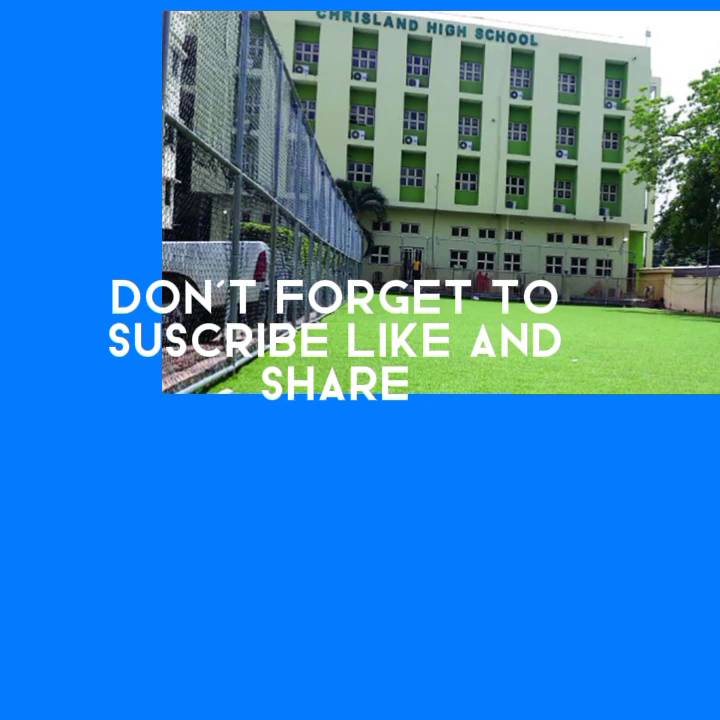 CHRISLAND HIGH SCHOOL
DON'T FORGET TO
SUSCRIBE LIKE AND
SHARE